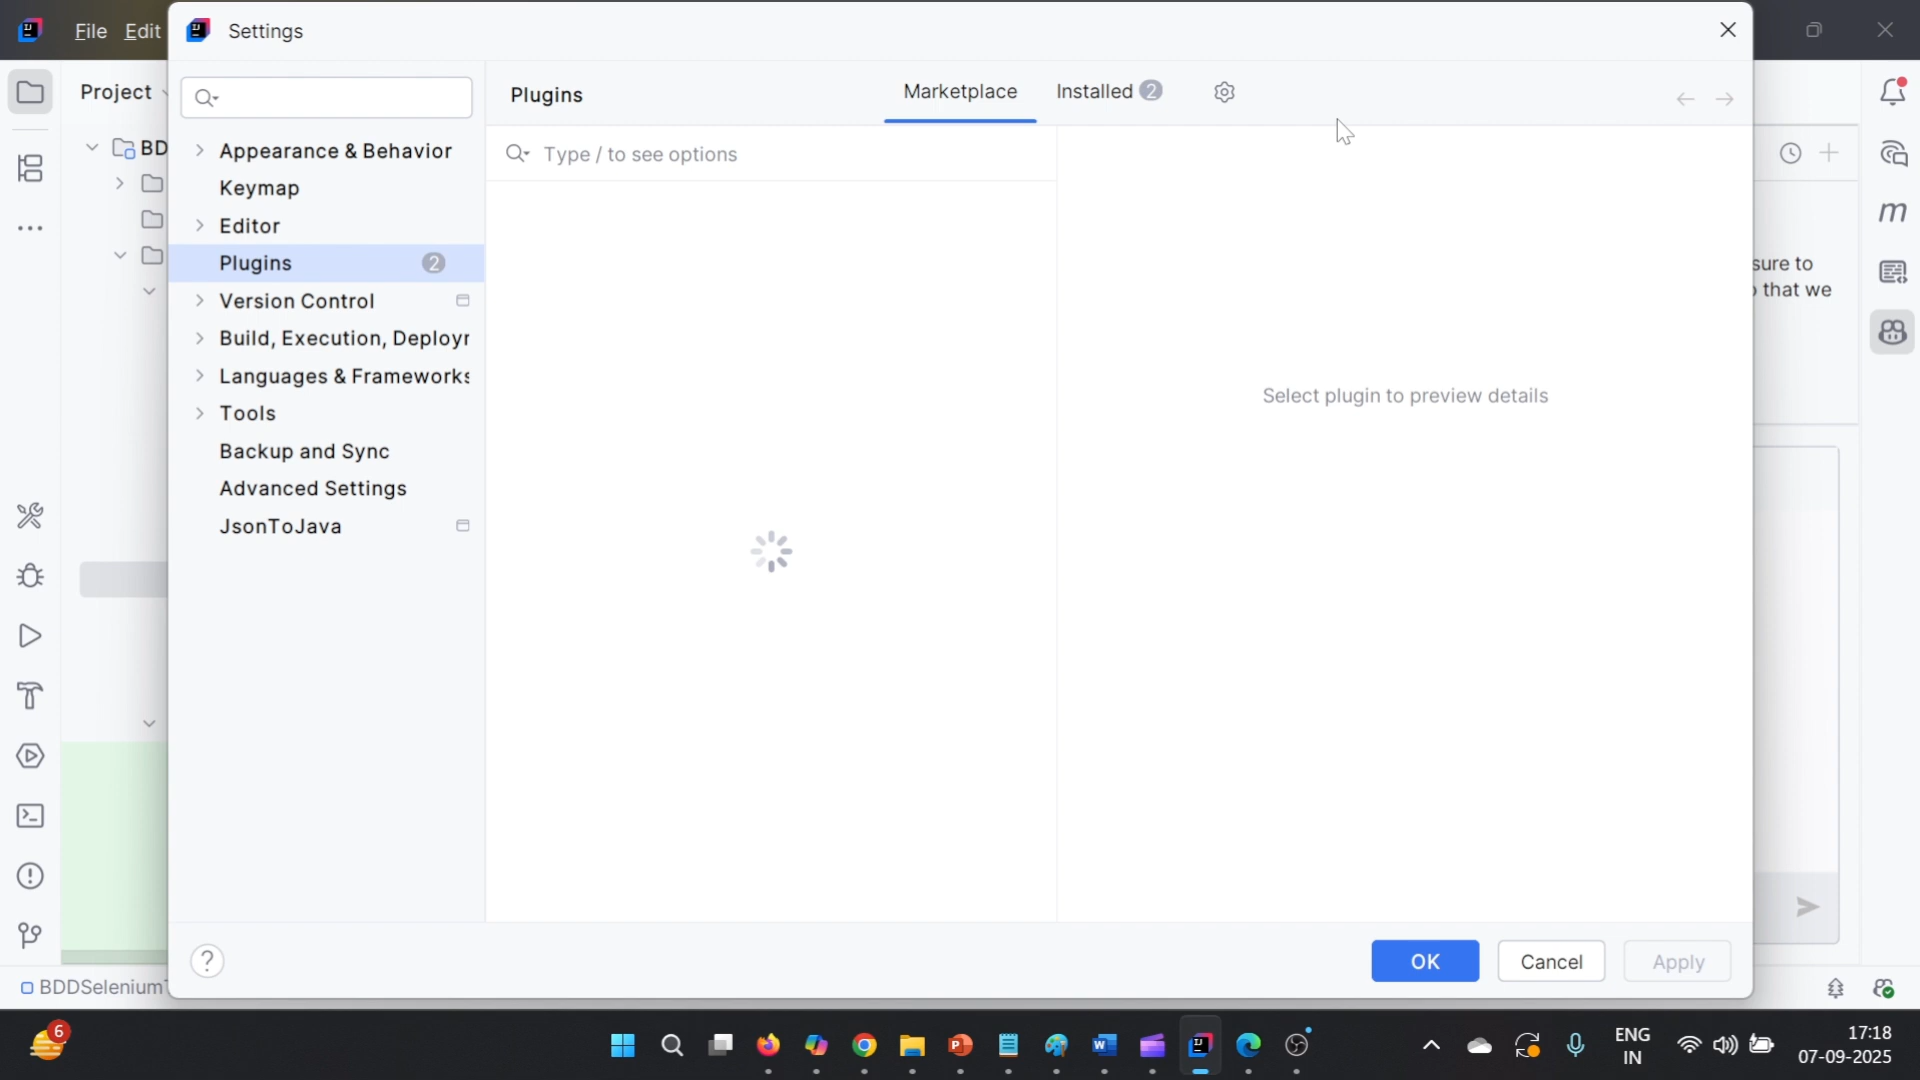 File Edit
Settings
Project
Plugins
Marketplace
Installed 2
Type / to see options
BD
Appearance & Behavior
Keymap
Editor
Plugins 2
Version Control
Build, Execution, Deployr
Languages & Frameworks
Tools
Backup and Sync
Advanced Settings
JsonToJava
Select plugin to preview details
sure to
that we
m
?
OK
Cancel
Apply
BDDSelenium
6
ENG
IN
17:18
07-09-2025